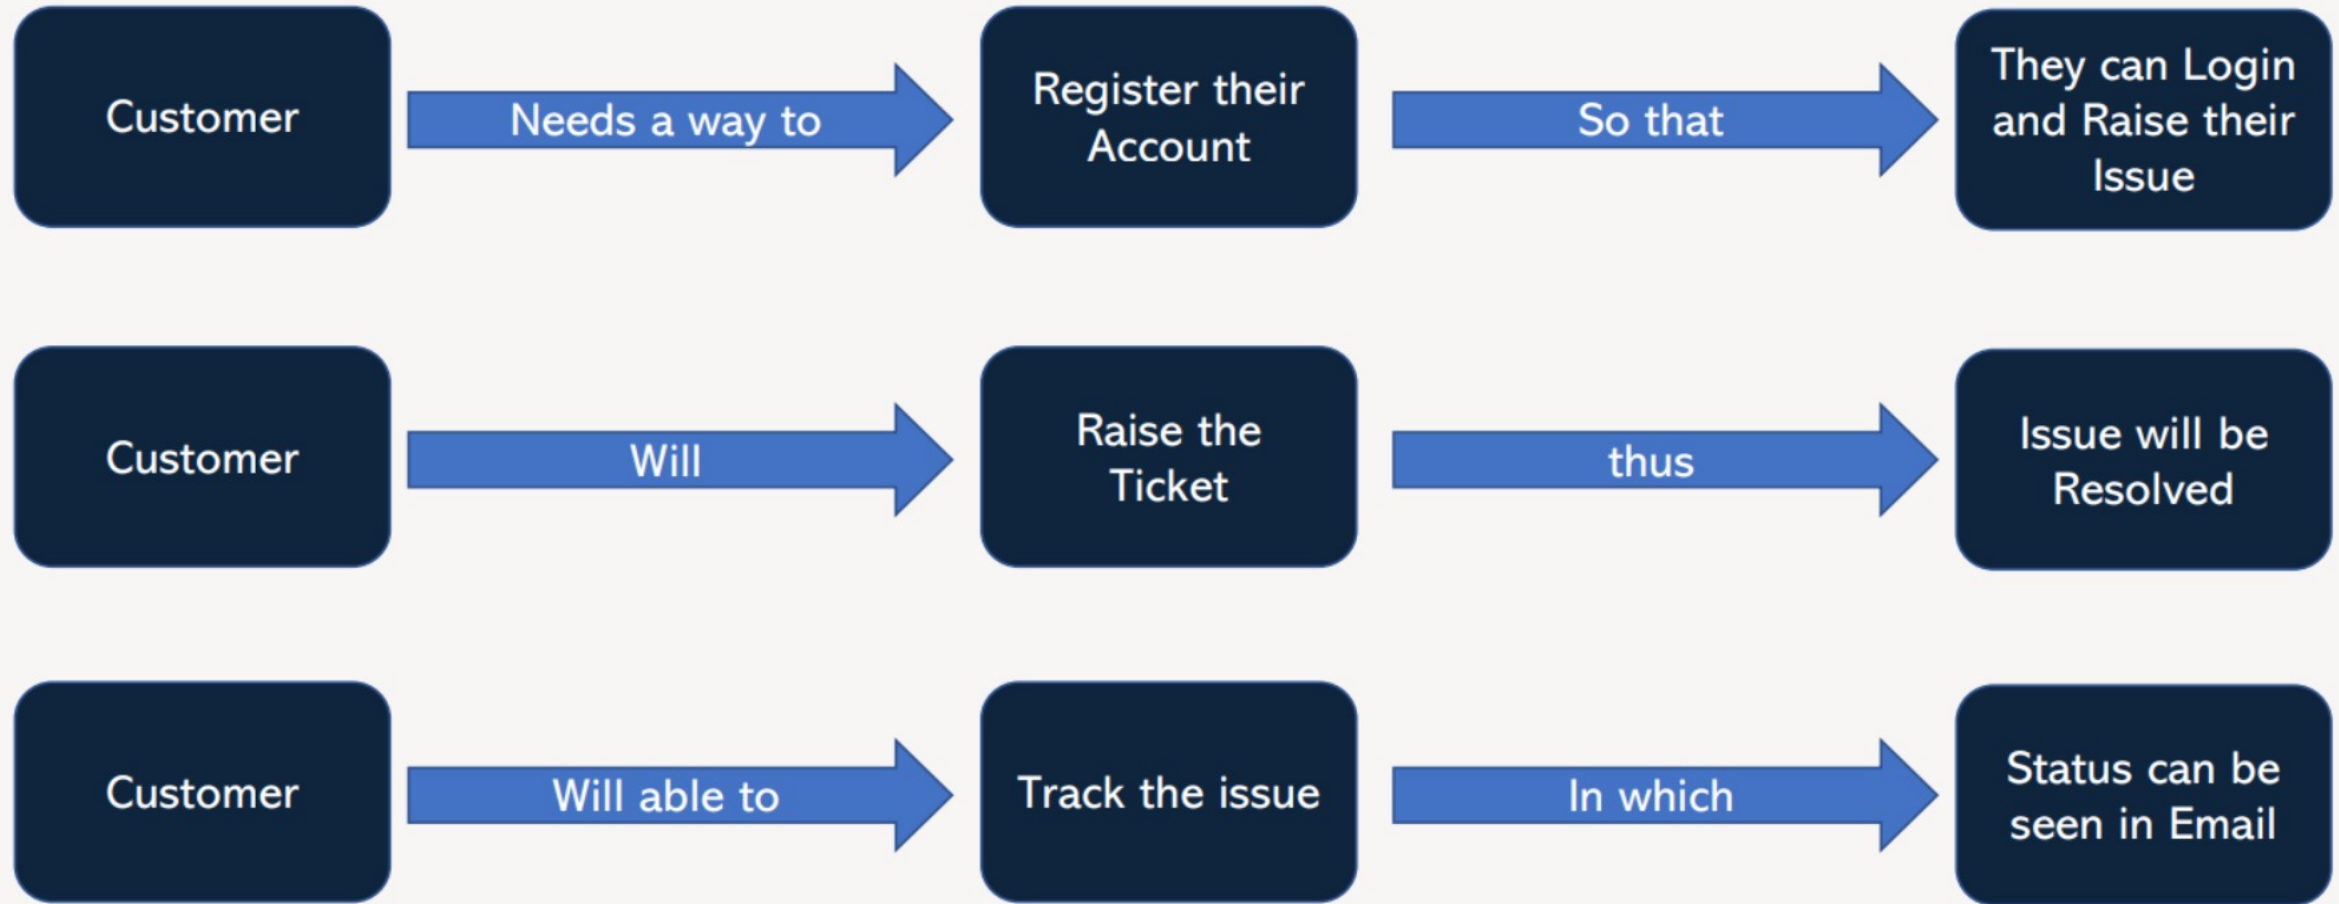 Customer
Needs a way to
Register their
Account
So that
They can Login
and Raise their
Issue
Customer
Will
Raise the
Ticket
thus
Issue will be
Resolved
Customer
Will able to
Track the issue
In which
Status can be
seen in Email